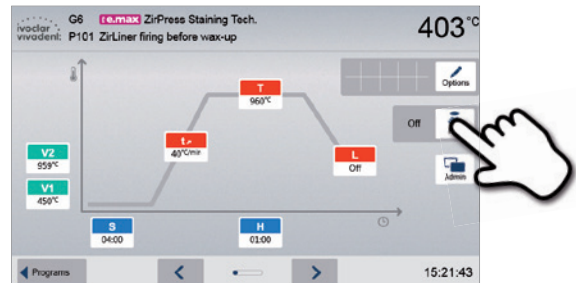 ivoclar
vivadent:
G6 IPS e.max ZirPress Staining Tech.
P101 ZirLiner firing before wax-up
403°C
Options
T
960°C
Off
t↗
40°C/min
V2
959°C
L
Off
Admin
V1
450°C
S
04:00
H
01:00
Programs
<
>
15:21:43